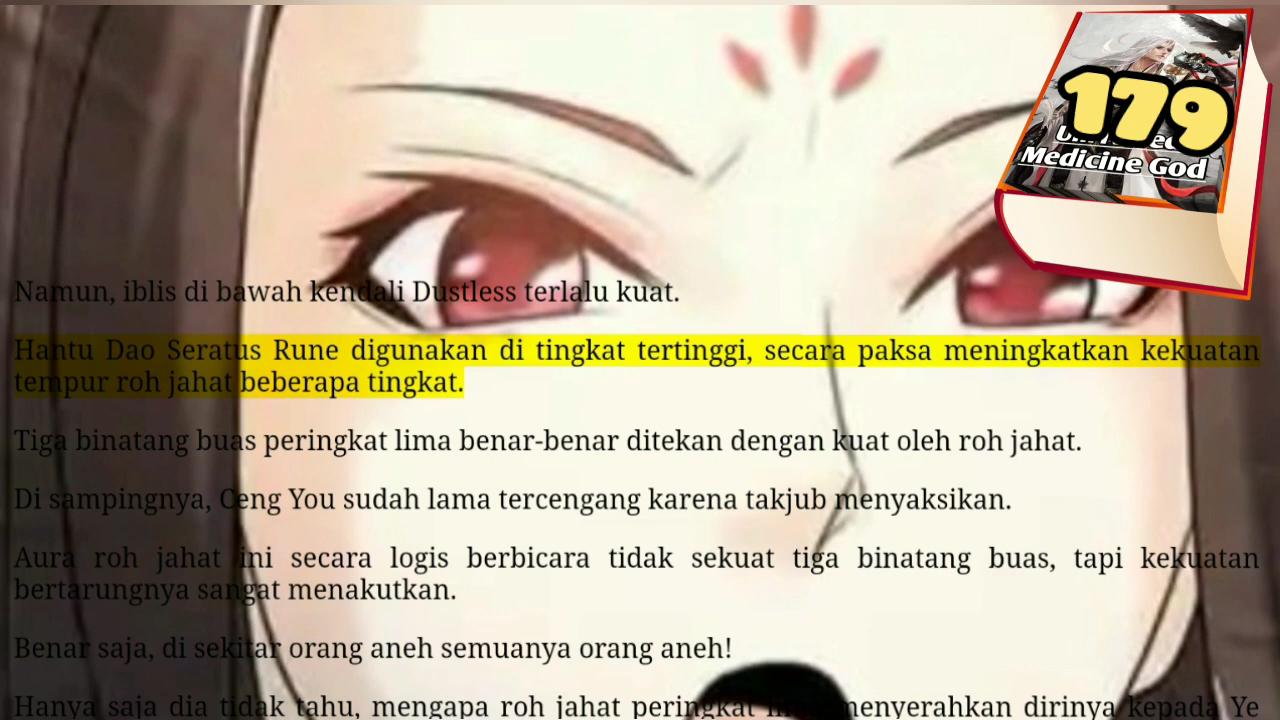 179
Medicine God
Namun, iblis di bawah kendali Dustless terlalu kuat.
Hantu Dao Seratus Rune digunakan di tingkat tertinggi, secara paksa meningkatkan kekuatan
tempur roh jahat beberapa tingkat.
Tiga binatang buas peringkat lima benar-benar ditekan dengan kuat oleh roh jahat.
Di sampingnya, Ceng You sudah lama tercengang karena takjub menyaksikan.
Aura roh jahat ini secara logis berbicara tidak sekuat tiga binatang buas, tapi kekuatan
bertarungnya sangat menakutkan.
Benar saja, di sekitar orang aneh semuanya orang aneh!
Hanya saja dia tidak tahu, mengapa roh jahat peringkat lima menyerahkan dirinya kepada Ye